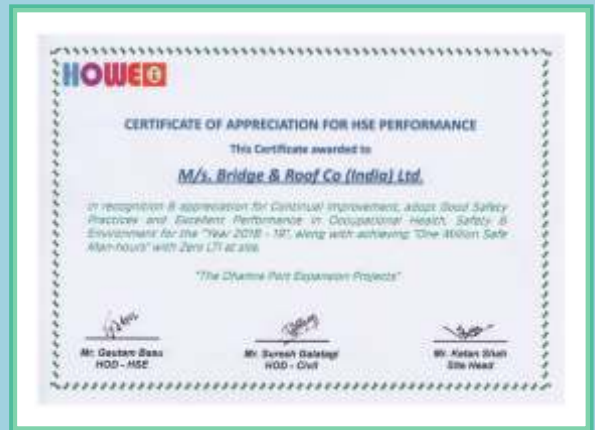 HOWE
CERTIFICATE OF APPRECIATION FOR HSE PERFORMANCE
This Certificate awarded to
M/s. Bridge & Roof Co (India) Ltd.
In recognition & appreciation for Continual Improvement, adopt Good Safety
Practices and Excellent Performance in Occupational Health, Safety &
Environment for the "Year 2018 - 19", along with achieving "One Million Safe
Man-hours" with Zero LTI at site.
"The Dhamra Port Expansion Projects"
Mr. Gautam Basu
HOD - HSE
Mr. Suresh Galatagi
HOD - Civil
Mr. Ketan Shah
Site Head